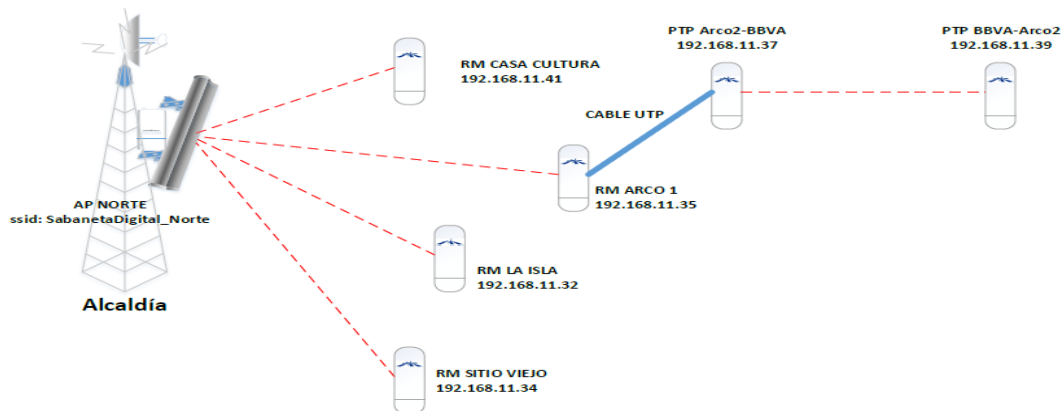 PTP Arco2-BBVA
192.168.11.37
PTP BBVA-Arco2
192.168.11.39
RM CASA CULTURA
192.168.11.41
CABLE UTP
RM ARCO 1
192.168.11.35
AP NORTE
ssid: SabanetaDigital_Norte
Alcaldía
RM LA ISLA
192.168.11.32
RM SITIO VIEJO
192.168.11.34